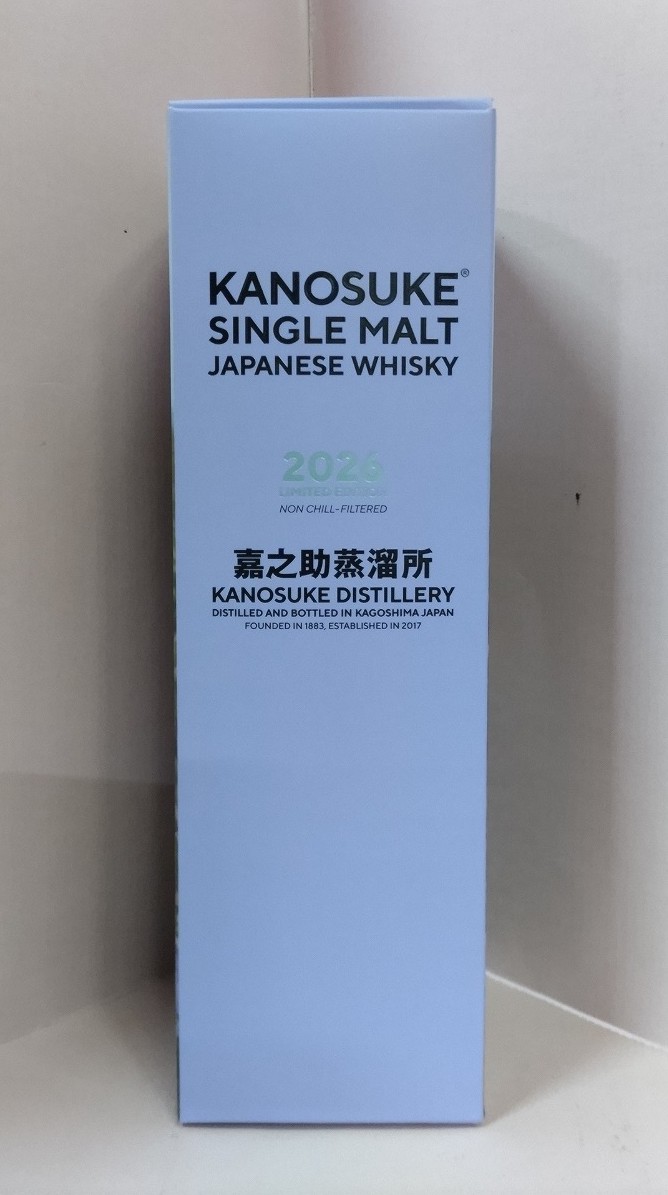 KANOSUKE®
SINGLE MALT
JAPANESE WHISKY
2026
LIMITED EDITION
NON CHILL-FILTERED
嘉之助蒸溜所
KANOSUKE DISTILLERY
DISTILLED AND BOTTLED IN KAGOSHIMA JAPAN
FOUNDED IN 1883, ESTABLISHED IN 2017